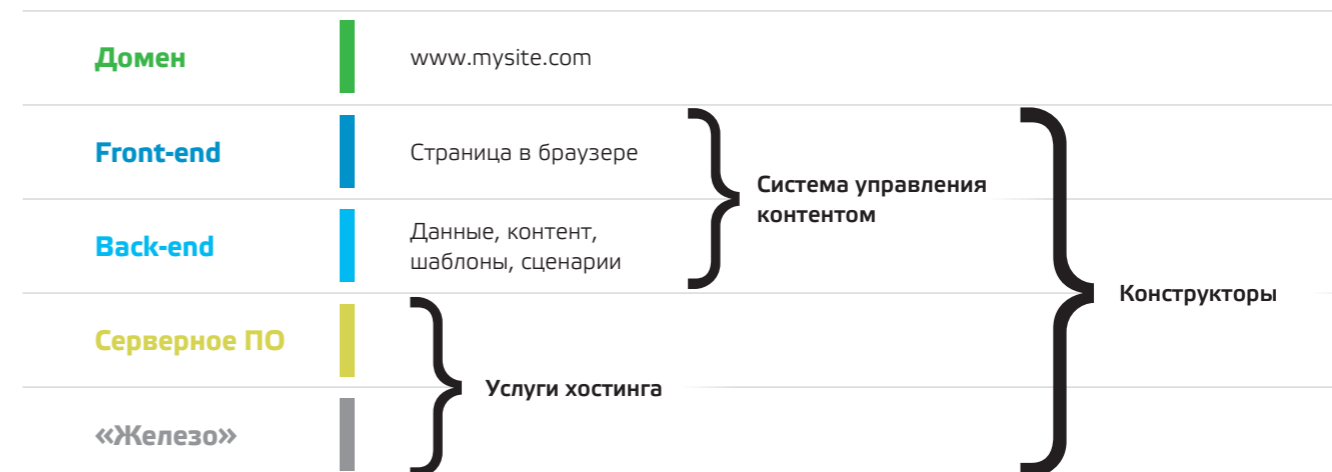 Домен
www.mysite.com
Front-end
Страница в браузере
Система управления
контентом
Back-end
Данные, контент,
шаблоны, сценарии
Конструкторы
Серверное ПО
Услуги хостинга
«Железо»